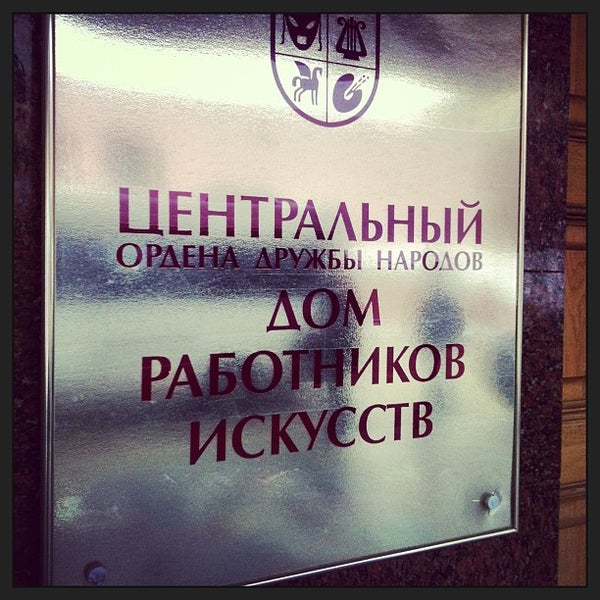 ЦЕНТРАЛЬНЫЙ
ОРДЕНА ДРУЖБЫ НАРОДОВ
ДОМ
РАБОТНИКОВ
ИСКУССТВ